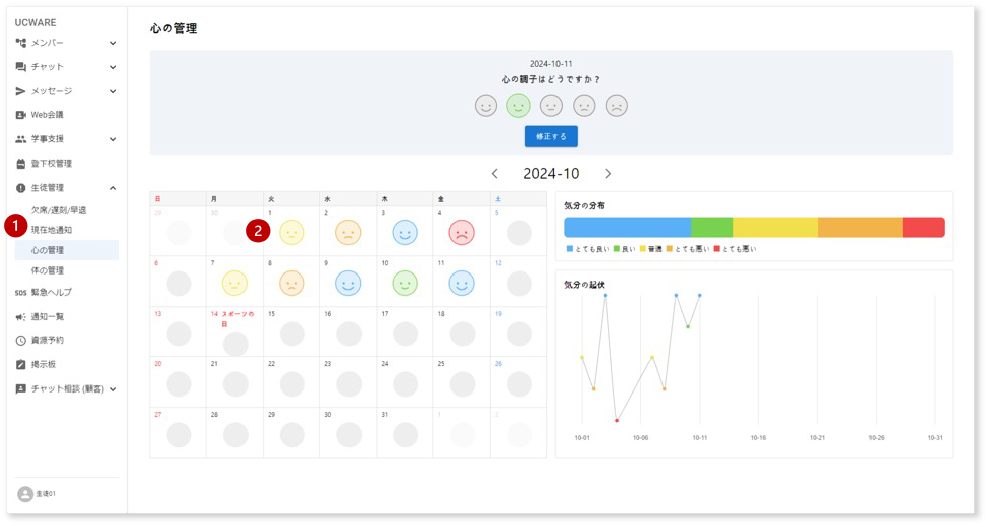 UCWARE
メンバー
チャット
メッセージ
Web会議
学事支援
登下校管理
生徒管理
欠席/遅刻/早退
現在地通知
心の管理
体の管理
SOS 緊急ヘルプ
通知一覧
資源予約
掲示板
チャット相談 (顧客)
生徒01
1
心の管理
2024-10-11
心の調子はどうですか？
修正する
2024-10
日 月 火 水 木 金 土
29 30 1 2 3 4 5
2
6 7 8 9 10 11 12
13 14 スポーツの日 15 16 17 18 19
20 21 22 23 24 25 26
27 28 29 30 31 1 2
気分の分布
とても良い 良い 普通 とても悪い とても悪い
気分の起伏
10-01 10-06 10-11 10-16 10-21 10-26 10-31